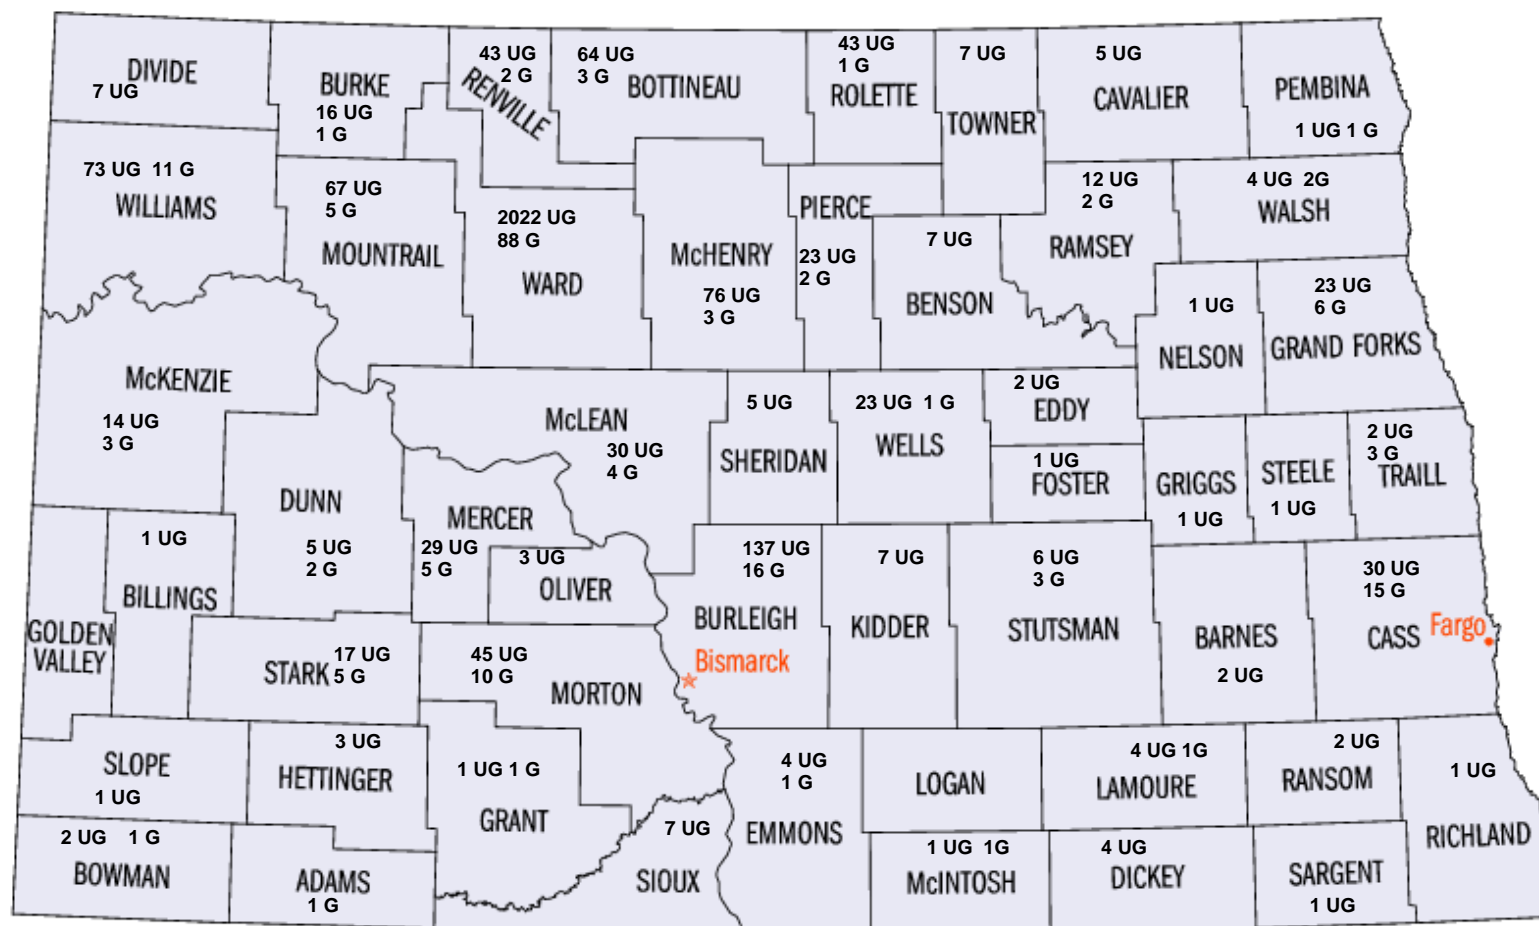 DIVIDE
7 UG
BURKE
16 UG
1 G
43 UG
2 G
RENVILLE
64 UG
3 G
BOTTINEAU
43 UG
1 G
ROLETTE
7 UG
TOWNER
5 UG
CAVALIER
PEMBINA
1 UG 1 G
73 UG 11 G
WILLIAMS
67 UG
5 G
MOUNTRAIL
2022 UG
88 G
WARD
McHENRY
76 UG
3 G
PIERCE
23 UG
2 G
7 UG
BENSON
12 UG
2 G
RAMSEY
4 UG 2G
WALSH
1 UG
NELSON
23 UG
6 G
GRAND FORKS
McKENZIE
14 UG
3 G
DUNN
5 UG
2 G
McLEAN
30 UG
4 G
MERCER
29 UG
5 G
3 UG
OLIVER
5 UG
SHERIDAN
23 UG 1 G
WELLS
2 UG
EDDY
1 UG
FOSTER
GRIGGS
1 UG
STEELE
1 UG
2 UG
3 G
TRAILL
GOLDEN
VALLEY
1 UG
BILLINGS
STARK
17 UG
5 G
45 UG
10 G
MORTON
137 UG
16 G
BURLEIGH
Bismarck
7 UG
KIDDER
6 UG
3 G
STUTSMAN
BARNES
2 UG
30 UG
15 G
CASS
Fargo
SLOPE
1 UG
3 UG
HETTINGER
1 UG 1 G
GRANT
2 UG 1 G
BOWMAN
ADAMS
1 G
7 UG
SIOUX
4 UG
1 G
EMMONS
LOGAN
4 UG 1G
LAMOURE
2 UG
RANSOM
1 UG
RICHLAND
1 UG 1G
McINTOSH
4 UG
DICKEY
SARGENT
1 UG